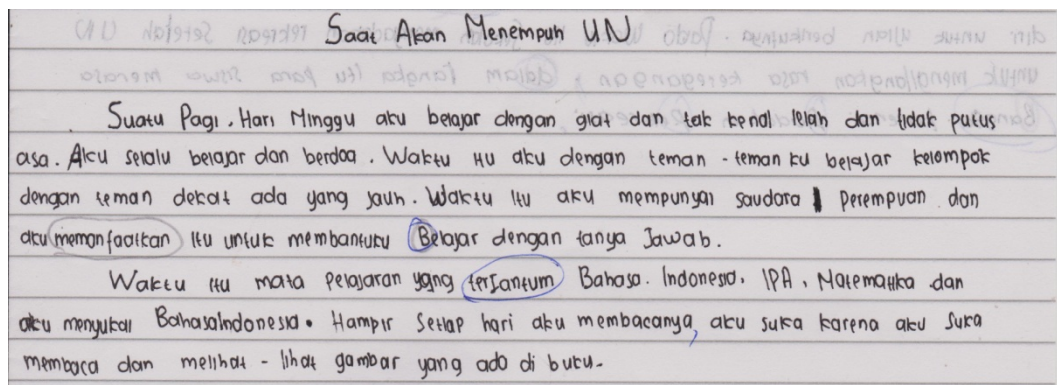 Saat Akan Menempuh UN
Suatu Pagi. Hari Minggu aku belajar dengan giat dan tak kenal lelah dan tidak putus
asa. Aku selalu belajar dan berdoa. Waktu itu aku dengan teman - teman ku belajar kelompok
dengan teman dekat ada yang jauh. Waktu itu aku mempunyai saudara 1 Perempuan dan
aku memanfaatkan itu untuk membantuku Belajar dengan tanya Jawab.
Waktu itu mata pelajaran yang terJantum Bahasa. Indonesia, IPA, Matematika dan
aku menyukai BahasaIndonesia. Hampir Setiap hari aku membacanya, aku suka karena aku Suka
membaca dan melihat - lihat gambar yang ada di buku.